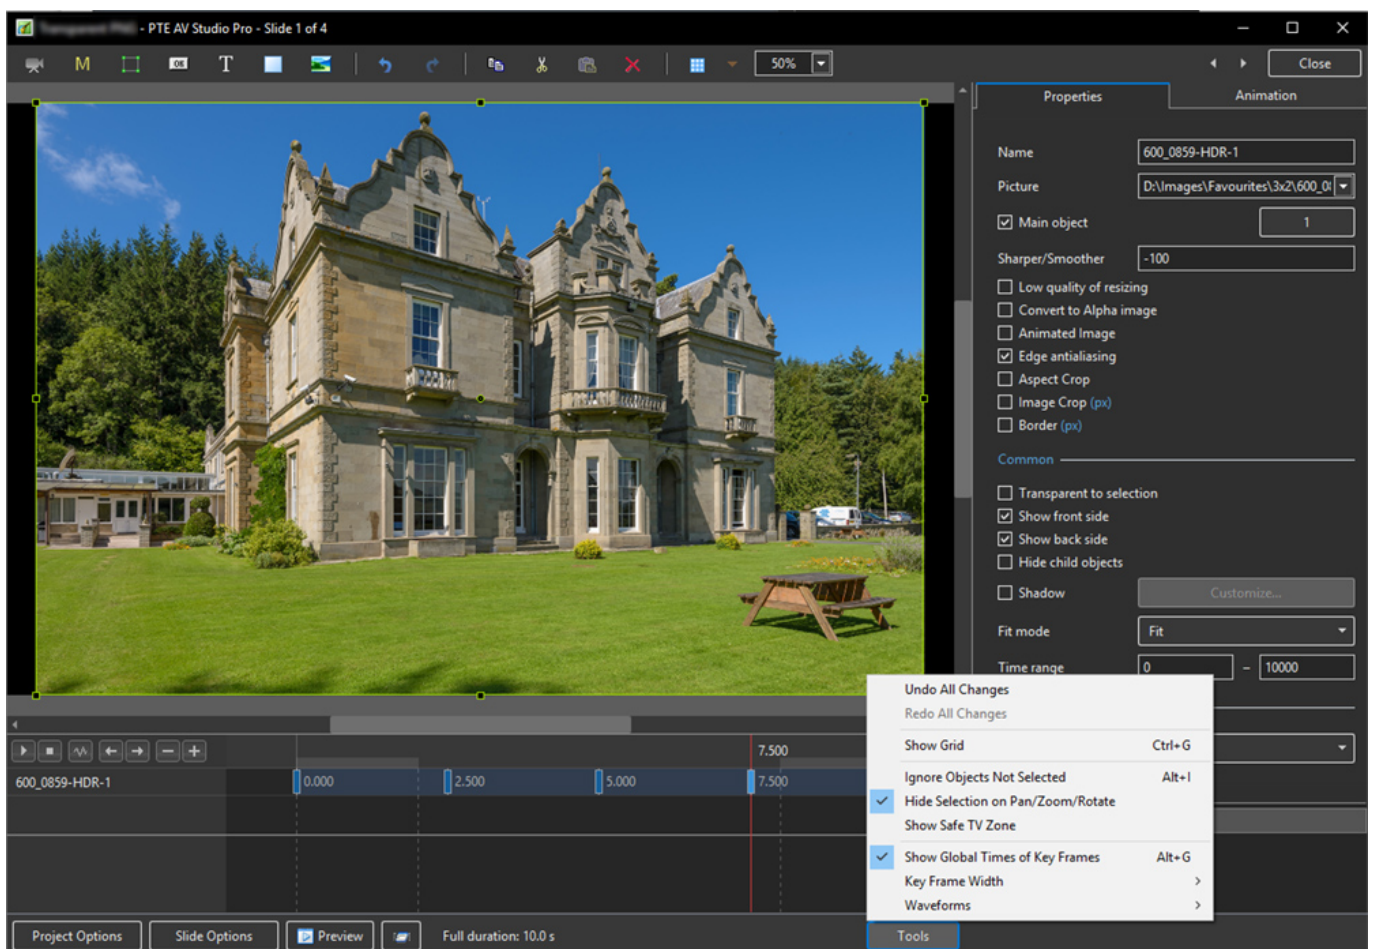 - PTE AV Studio Pro - Slide 1 of 4
M OK T 50% Close
Properties Animation
Name 600_0859-HDR-1
Picture D:\Images\Favourites\3x2\600_0
Main object 1
Sharper/Smoother -100
Low quality of resizing
Convert to Alpha image
Animated Image
Edge antialiasing
Aspect Crop
Image Crop (px)
Border (px)
Common
Transparent to selection
Show front side
Show back side
Hide child objects
Shadow Customize...
Fit mode Fit
Time range 0 – 10000
Undo All Changes
Redo All Changes
Show Grid Ctrl+G
Ignore Objects Not Selected Alt+I
Hide Selection on Pan/Zoom/Rotate
Show Safe TV Zone
Show Global Times of Key Frames Alt+G
Key Frame Width
Waveforms
7.500
600_0859-HDR-1 0.000 2.500 5.000 7.500
Project Options Slide Options Preview Full duration: 10.0 s Tools